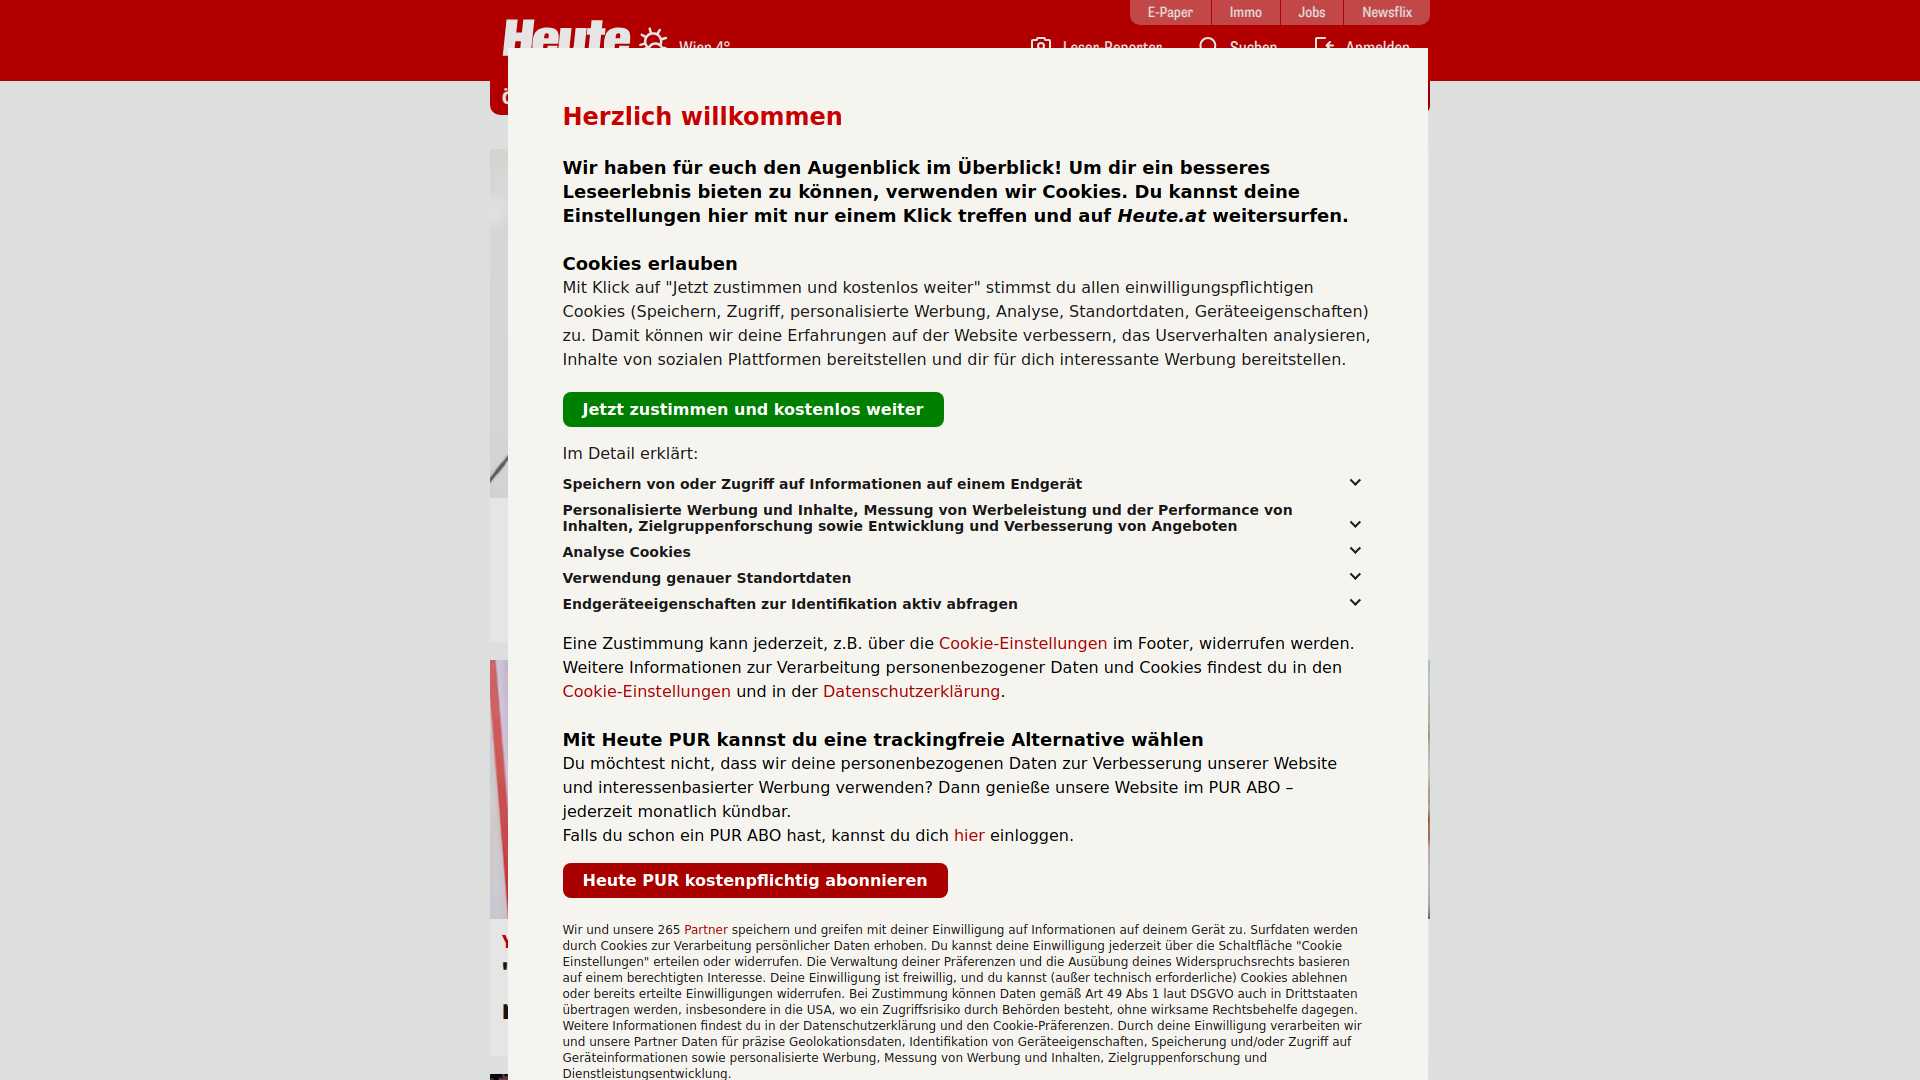 E-Paper
Immo
Jobs
Newsflix
Heute
Wien 4°
Leser-Reporter
Suchen
Anmelden
Herzlich willkommen
Wir haben für euch den Augenblick im Überblick! Um dir ein besseres
Leseerlebnis bieten zu können, verwenden wir Cookies. Du kannst deine
Einstellungen hier mit nur einem Klick treffen und auf Heute.at weitersurfen.
Cookies erlauben
Mit Klick auf "Jetzt zustimmen und kostenlos weiter" stimmst du allen einwilligungspflichtigen
Cookies (Speichern, Zugriff, personalisierte Werbung, Analyse, Standortdaten, Geräteeigenschaften)
zu. Damit können wir deine Erfahrungen auf der Website verbessern, das Userverhalten analysieren,
Inhalte von sozialen Plattformen bereitstellen und dir für dich interessante Werbung bereitstellen.
Jetzt zustimmen und kostenlos weiter
Im Detail erklärt:
Speichern von oder Zugriff auf Informationen auf einem Endgerät
Personalisierte Werbung und Inhalte, Messung von Werbeleistung und der Performance von
Inhalten, Zielgruppenforschung sowie Entwicklung und Verbesserung von Angeboten
Analyse Cookies
Verwendung genauer Standortdaten
Endgeräteeigenschaften zur Identifikation aktiv abfragen
Eine Zustimmung kann jederzeit, z.B. über die Cookie-Einstellungen im Footer, widerrufen werden.
Weitere Informationen zur Verarbeitung personenbezogener Daten und Cookies findest du in den
Cookie-Einstellungen und in der Datenschutzerklärung.
Mit Heute PUR kannst du eine trackingfreie Alternative wählen
Du möchtest nicht, dass wir deine personenbezogenen Daten zur Verbesserung unserer Website
und interessenbasierter Werbung verwenden? Dann genieße unsere Website im PUR ABO –
jederzeit monatlich kündbar.
Falls du schon ein PUR ABO hast, kannst du dich hier einloggen.
Heute PUR kostenpflichtig abonnieren
Wir und unsere 265 Partner speichern und greifen mit deiner Einwilligung auf Informationen auf deinem Gerät zu. Surfdaten werden
durch Cookies zur Verarbeitung persönlicher Daten erhoben. Du kannst deine Einwilligung jederzeit über die Schaltfläche "Cookie
Einstellungen" erteilen oder widerrufen. Die Verwaltung deiner Präferenzen und die Ausübung deines Widerspruchsrechts basieren
auf einem berechtigten Interesse. Deine Einwilligung ist freiwillig, und du kannst (außer technisch erforderliche) Cookies ablehnen
oder bereits erteilte Einwilligungen widerrufen. Bei Zustimmung können Daten gemäß Art 49 Abs 1 laut DSGVO auch in Drittstaaten
übertragen werden, insbesondere in die USA, wo ein Zugriffsrisiko durch Behörden besteht, ohne wirksame Rechtsbehelfe dagegen.
Weitere Informationen findest du in der Datenschutzerklärung und den Cookie-Präferenzen. Durch deine Einwilligung verarbeiten wir
und unsere Partner Daten für präzise Geolokationsdaten, Identifikation von Geräteeigenschaften, Speicherung und/oder Zugriff auf
Geräteinformationen sowie personalisierte Werbung, Messung von Werbung und Inhalten, Zielgruppenforschung und
Dienstleistungsentwicklung.